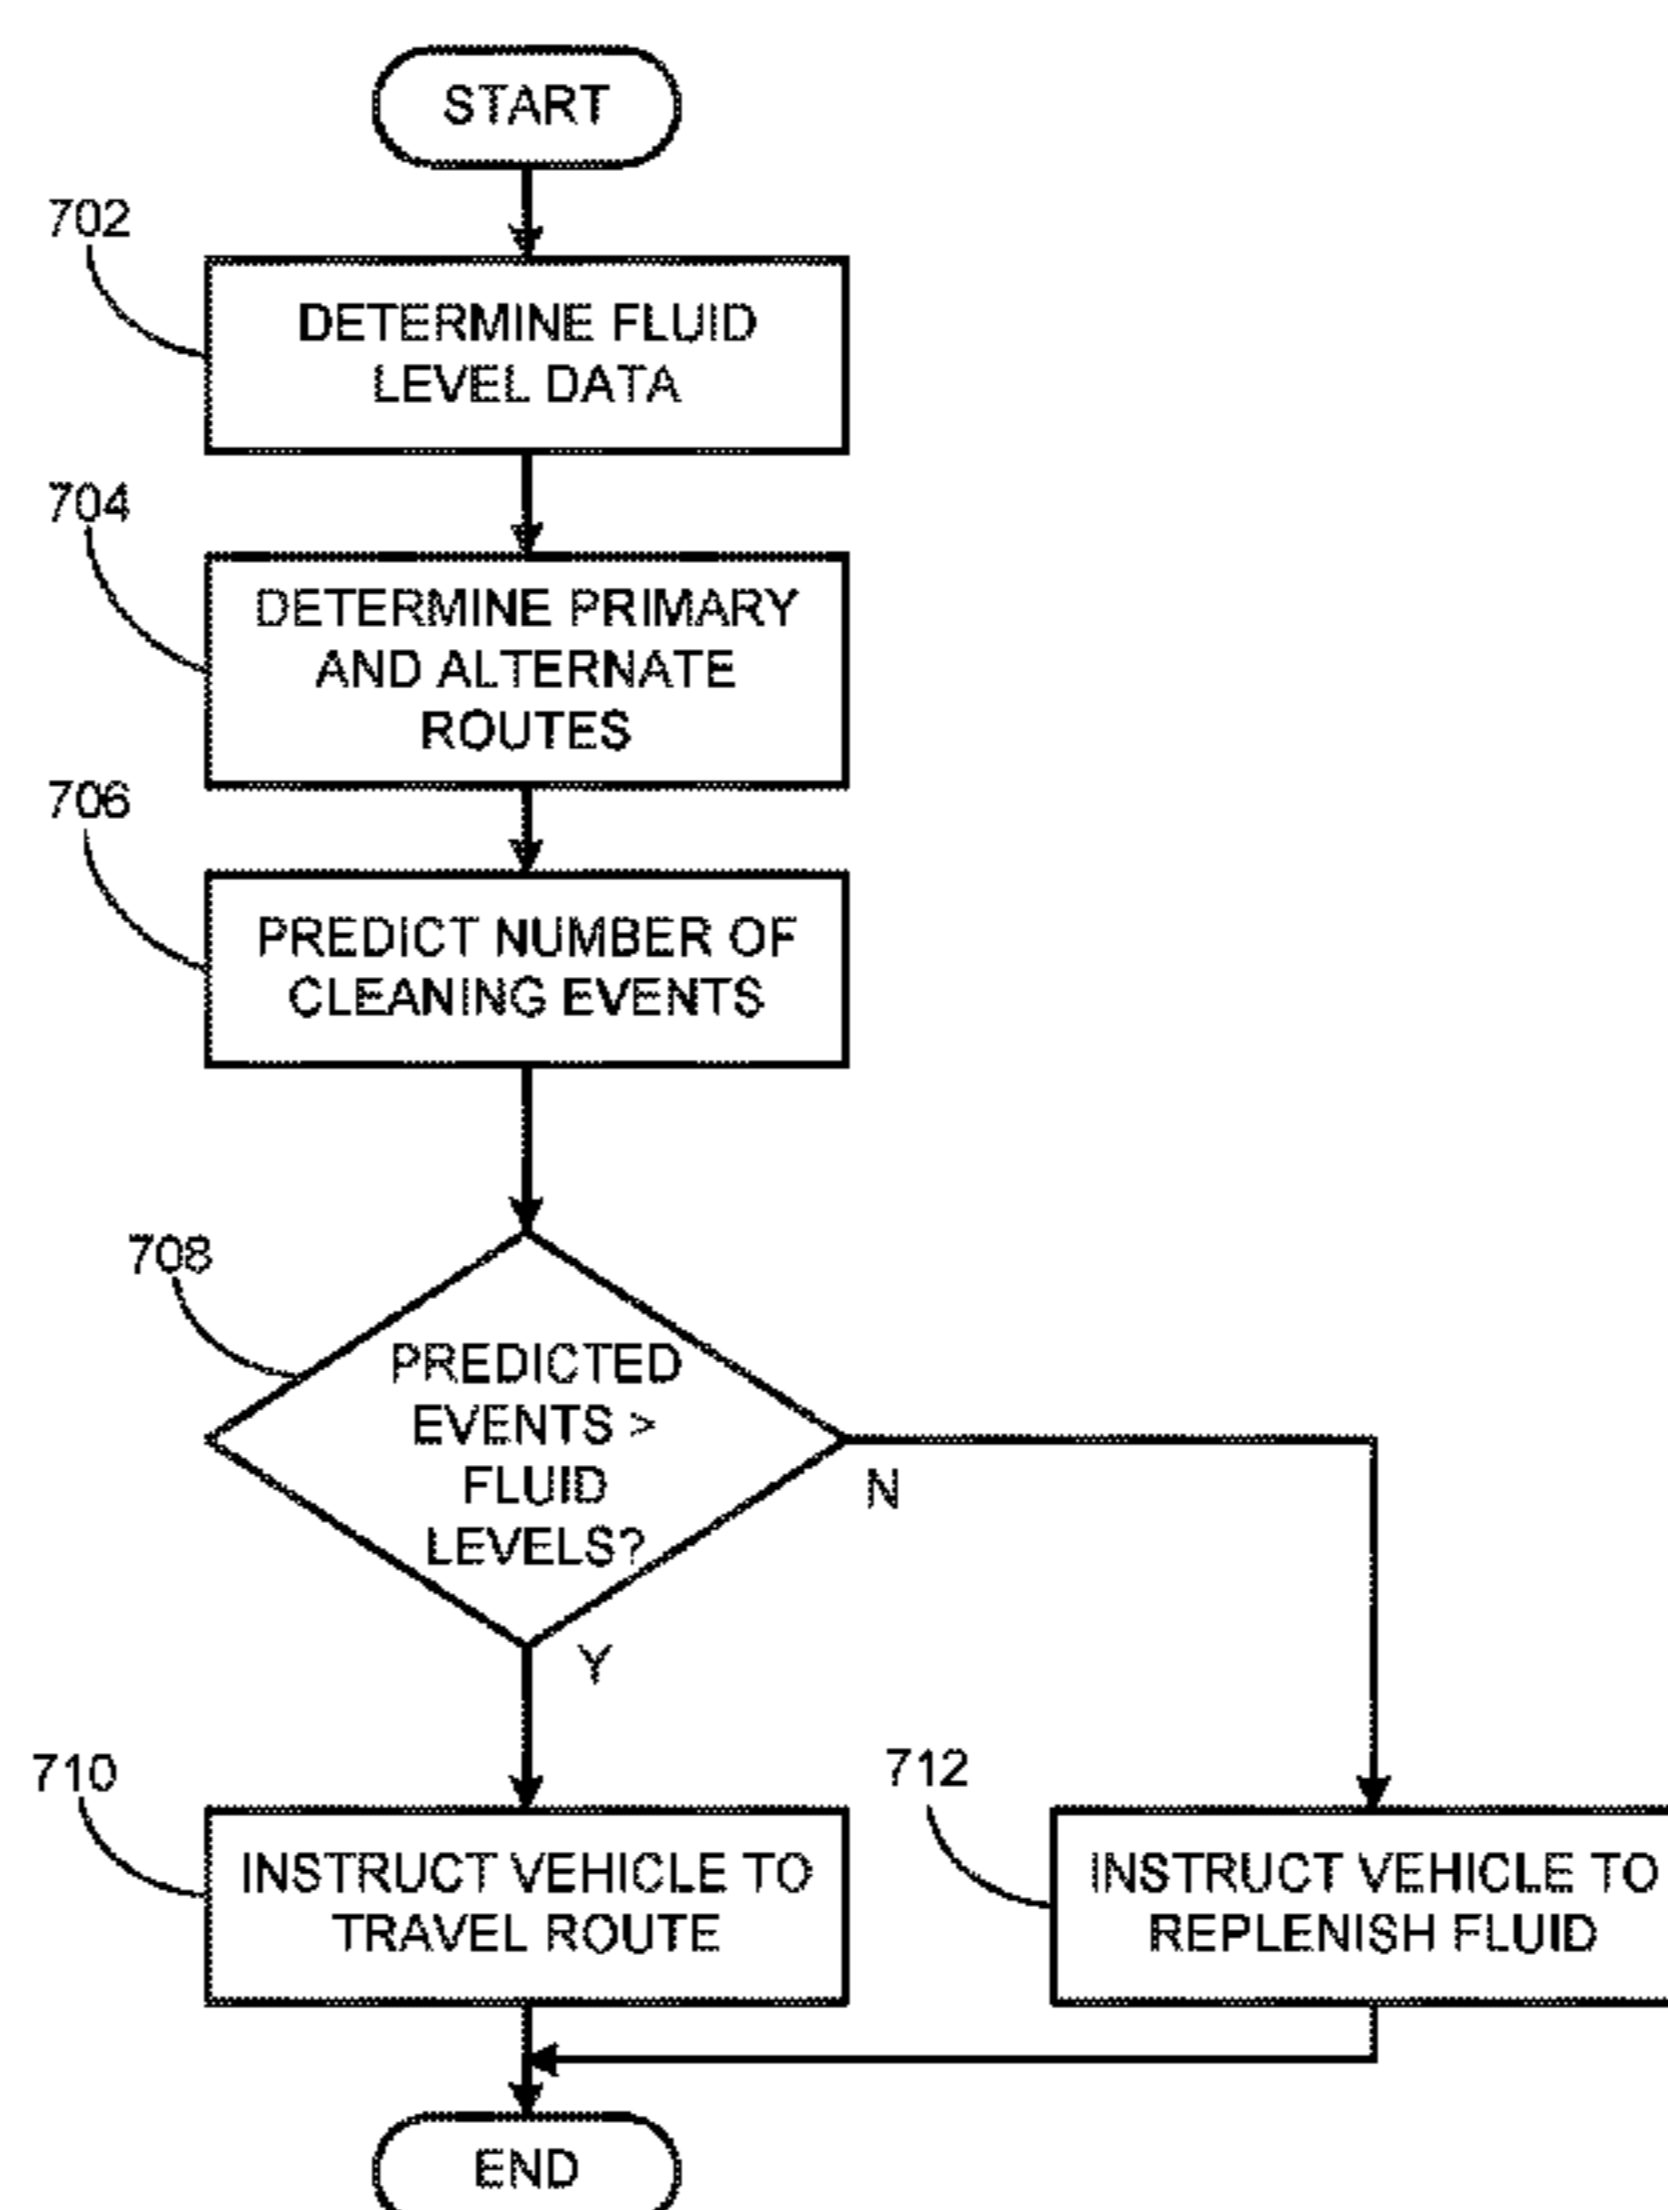 START
702
DETERMINE FLUID
LEVEL DATA
704
DETERMINE PRIMARY
AND ALTERNATE
ROUTES
706
PREDICT NUMBER OF
CLEANING EVENTS
708
PREDICTED
EVENTS >
FLUID
LEVELS?
N
Y
710
INSTRUCT VEHICLE TO
TRAVEL ROUTE
712
INSTRUCT VEHICLE TO
REPLENISH FLUID
END